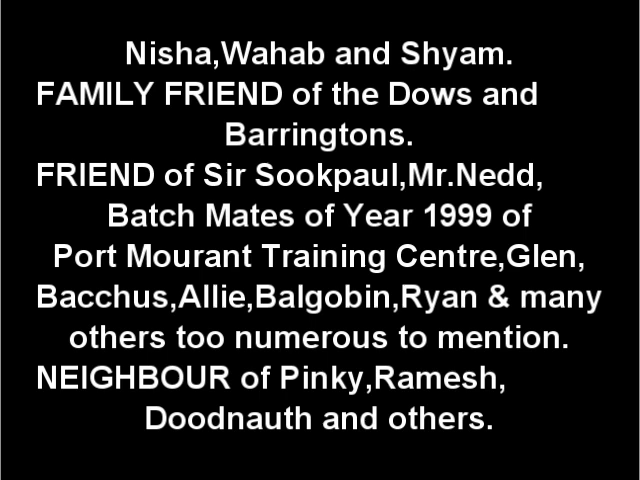 Nisha,Wahab and Shyam.
FAMILY FRIEND of the Dows and
Barringtons.
FRIEND of Sir Sookpaul,Mr.Nedd,
Batch Mates of Year 1999 of
Port Mourant Training Centre,Glen,
Bacchus,Allie,Balgobin,Ryan & many
others too numerous to mention.
NEIGHBOUR of Pinky,Ramesh,
Doodnauth and others.